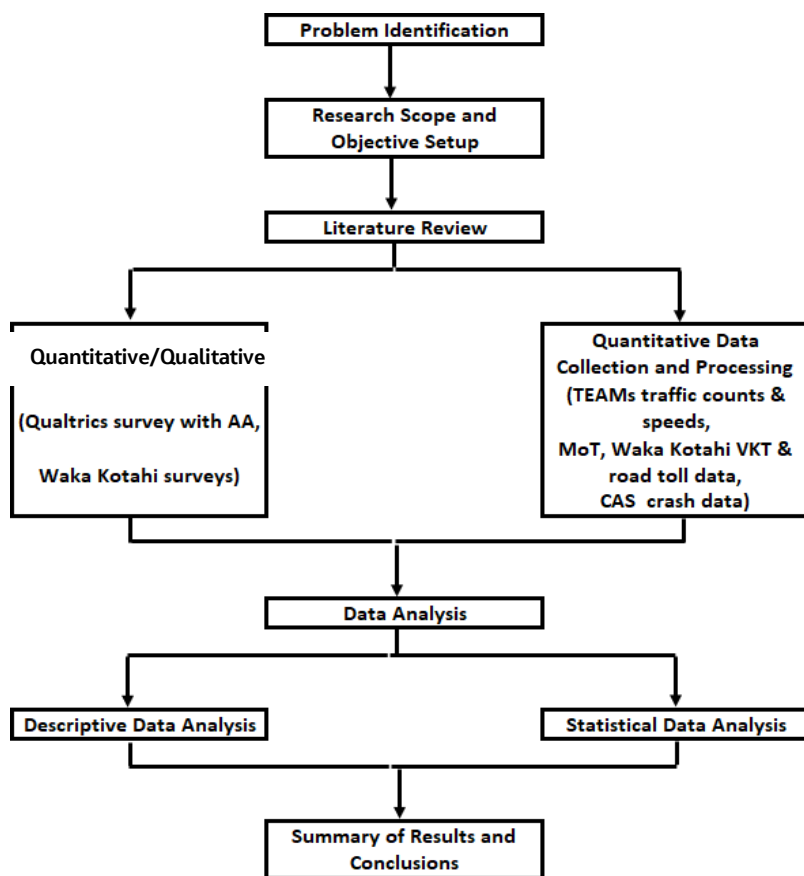 Problem Identification
Research Scope and
Objective Setup
Literature Review
Quantitative/Qualitative
(Qualtrics survey with AA,
Waka Kotahi surveys)
Quantitative Data
Collection and Processing
(TEAMs traffic counts &
speeds,
MoT, Waka Kotahi VKT &
road toll data,
CAS crash data)
Data Analysis
Descriptive Data Analysis
Statistical Data Analysis
Summary of Results and
Conclusions